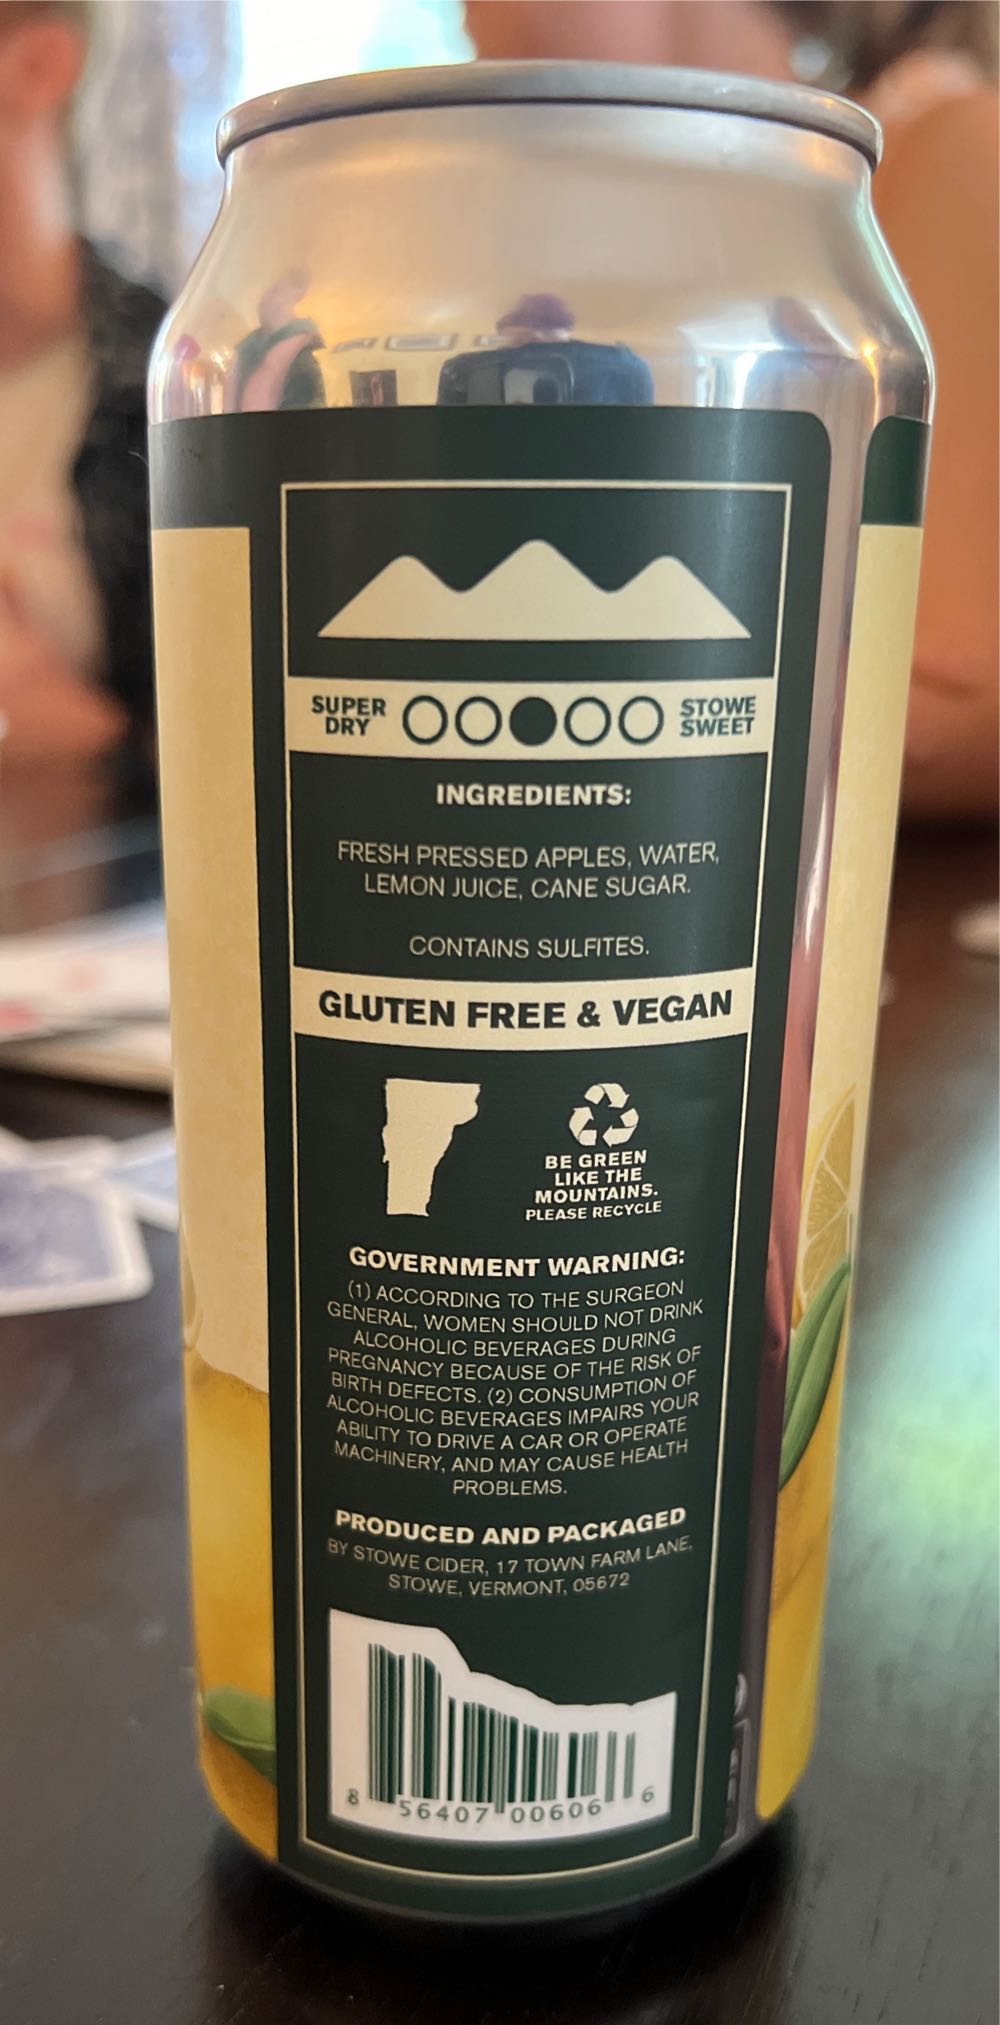 SUPER DRY
STOWE SWEET
INGREDIENTS:
FRESH PRESSED APPLES, WATER,
LEMON JUICE, CANE SUGAR.
CONTAINS SULFITES.
GLUTEN FREE & VEGAN
BE GREEN
LIKE THE
MOUNTAINS.
PLEASE RECYCLE
GOVERNMENT WARNING:
(1) ACCORDING TO THE SURGEON
GENERAL, WOMEN SHOULD NOT DRINK
ALCOHOLIC BEVERAGES DURING
PREGNANCY BECAUSE OF THE RISK OF
BIRTH DEFECTS. (2) CONSUMPTION OF
ALCOHOLIC BEVERAGES IMPAIRS YOUR
ABILITY TO DRIVE A CAR OR OPERATE
MACHINERY, AND MAY CAUSE HEALTH
PROBLEMS.
PRODUCED AND PACKAGED
BY STOWE CIDER, 17 TOWN FARM LANE,
STOWE, VERMONT, 05672
8 56407 00606 6